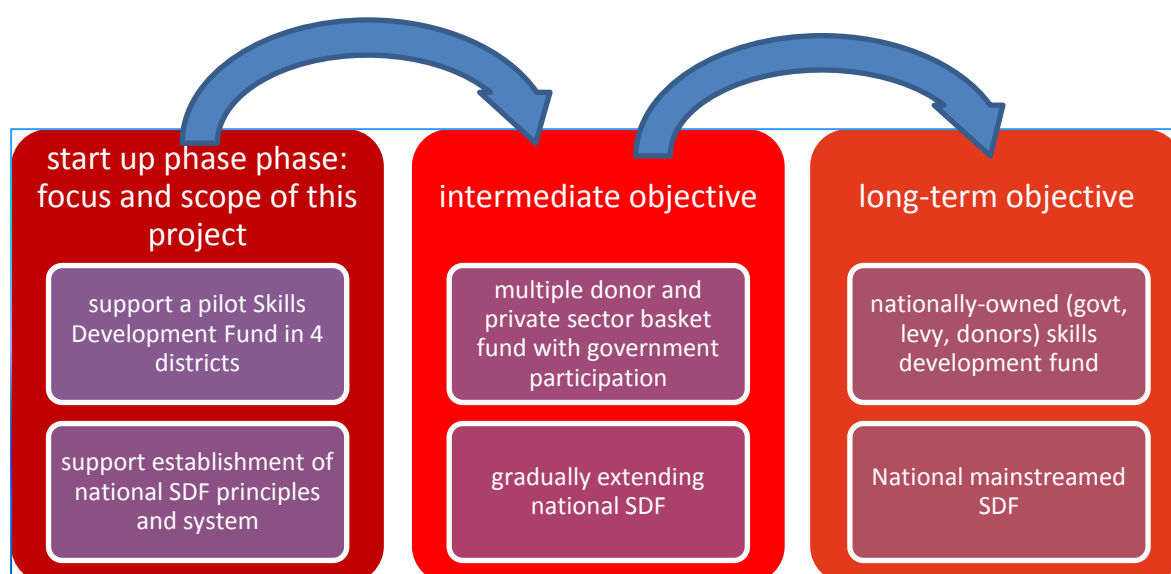 start up phase phase:
focus and scope of this
project
support a pilot Skills
Development Fund in 4
districts
support establishment of
national SDF principles
and system
intermediate objective
multiple donor and
private sector basket
fund with government
participation
gradually extending
national SDF
long-term objective
nationally-owned (govt,
levy, donors) skills
development fund
National mainstreamed
SDF